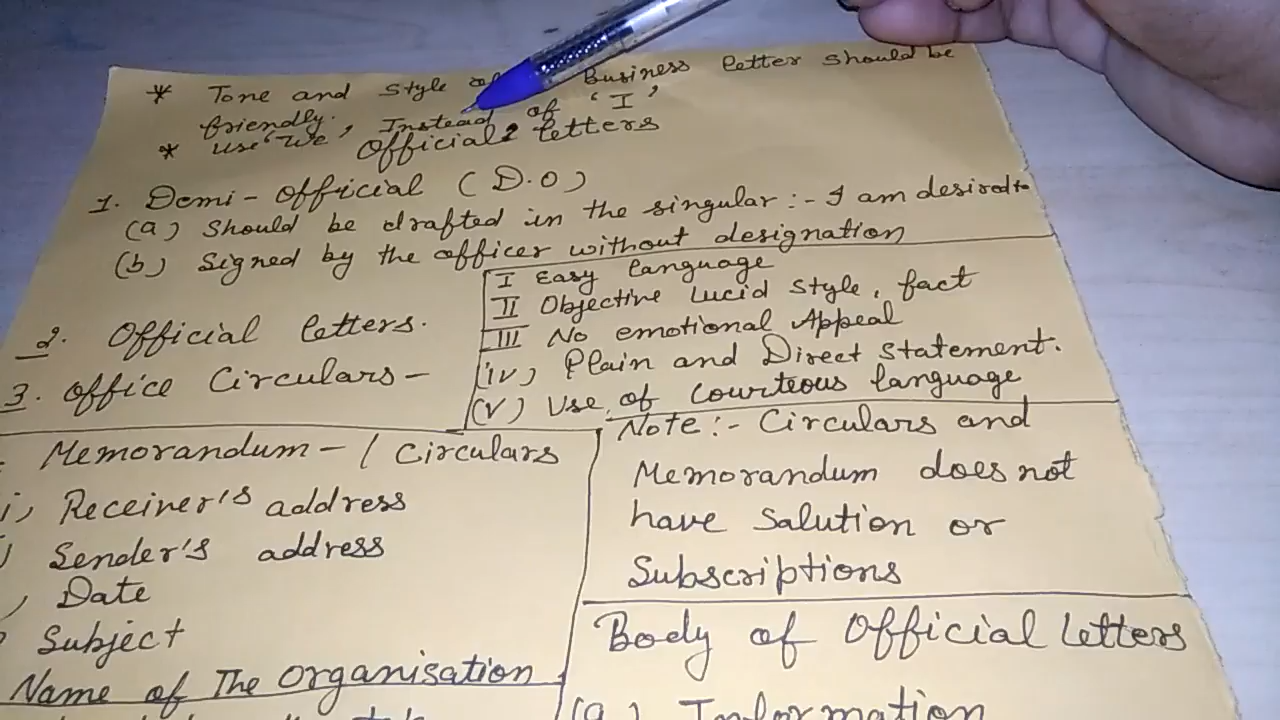 * Tone and Style of Business letter should be
friendly.
* use 'We', Instead of 'I'
Official letters
1. Demi - official (D.O)
(a) Should be drafted in the singular :- I am desired to
(b) Signed by the officer without designation
I Easy language
II Objective Lucid Style, fact
III No emotional Appeal
(iv) Plain and Direct Statement.
(v) Use of Courteous language
2. Official letters.
3. Office Circulars -
Memorandum - / Circulars
i) Receiver's address
Sender's address
Date
Subject
Name of The Organisation
Note :- Circulars and
Memorandum does not
have Salution or
Subscriptions
Body of Official Letters
(a) Information